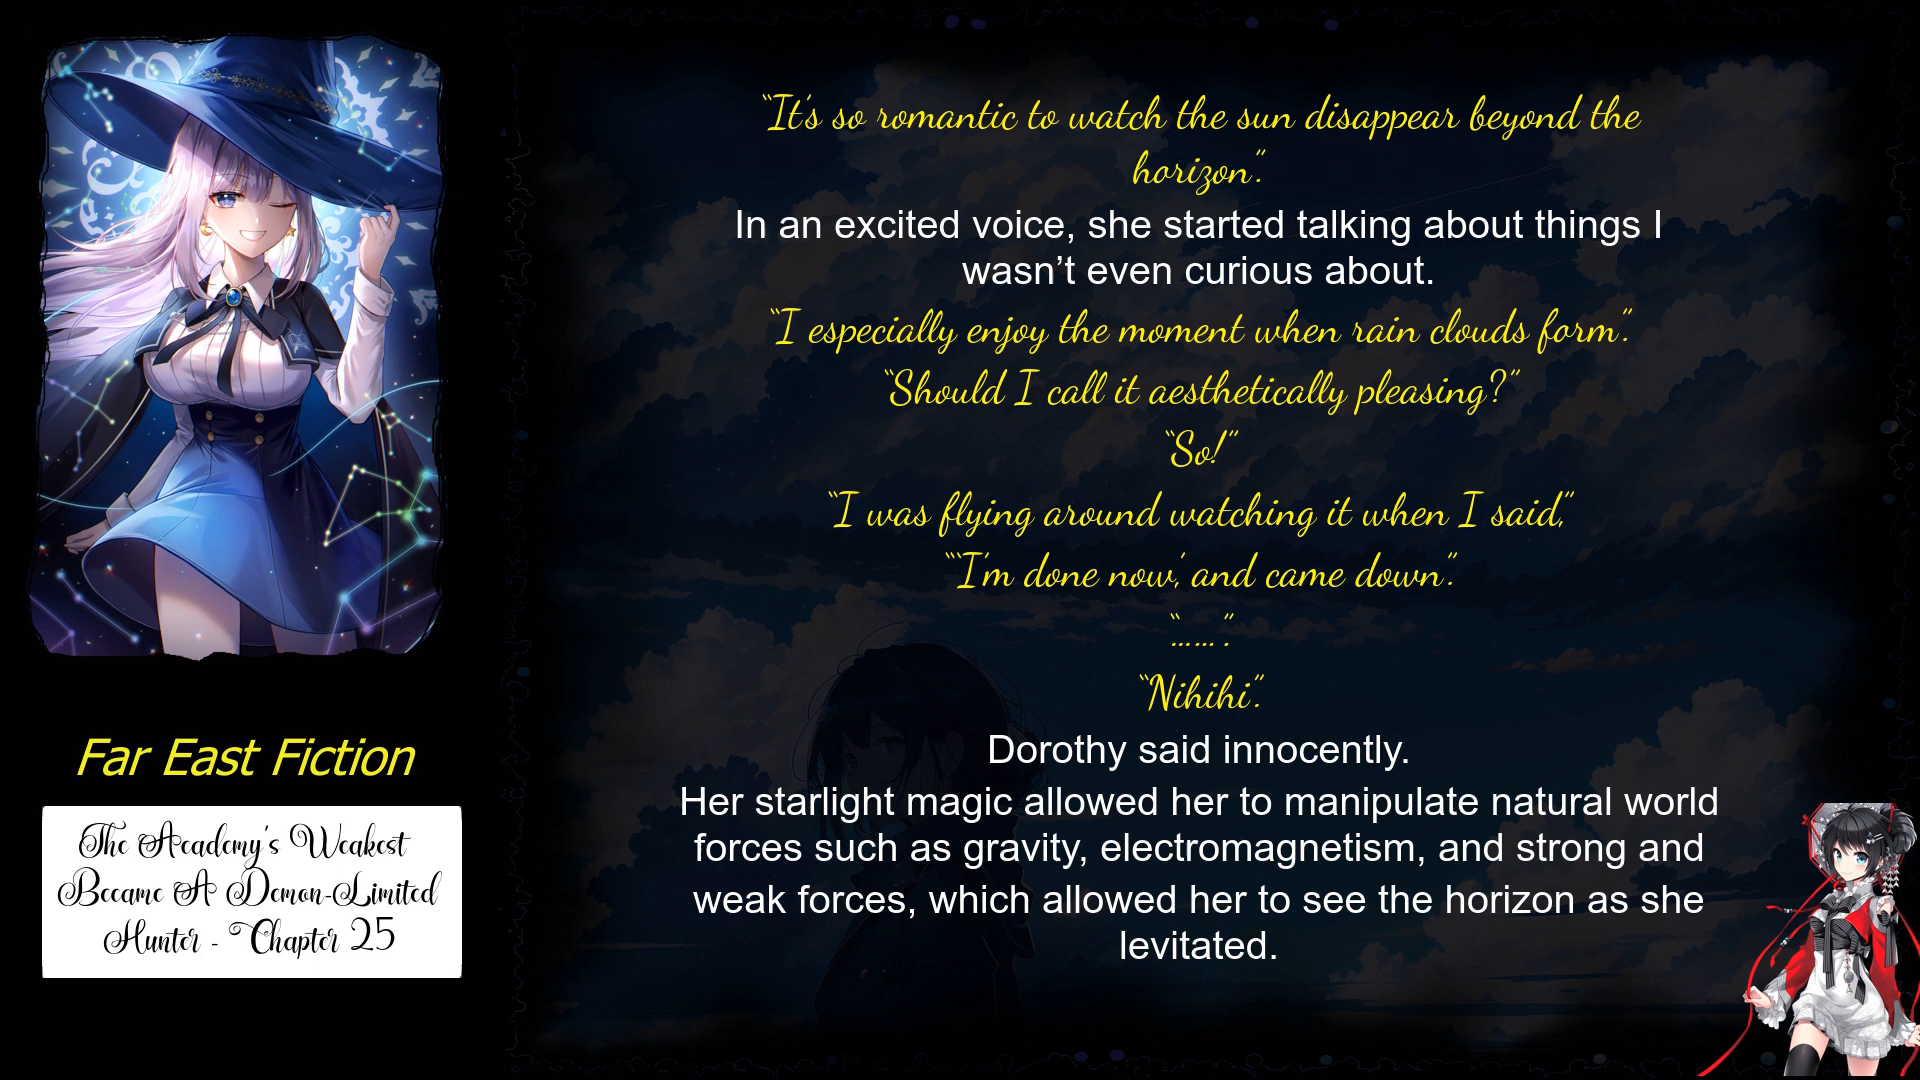 “It’s so romantic to watch the sun disappear beyond the
horizon”.
In an excited voice, she started talking about things I
wasn’t even curious about.
“I especially enjoy the moment when rain clouds form”.
“Should I call it aesthetically pleasing?”
“So!”
“I was flying around watching it when I said,”
“‘I’m done now,’ and came down”.
“……”.
“Nihihi”.
Dorothy said innocently.
Her starlight magic allowed her to manipulate natural world
forces such as gravity, electromagnetism, and strong and
weak forces, which allowed her to see the horizon as she
levitated.
Far East Fiction
The Academy's Weakest
Became A Demon-Limited
Hunter - Chapter 25